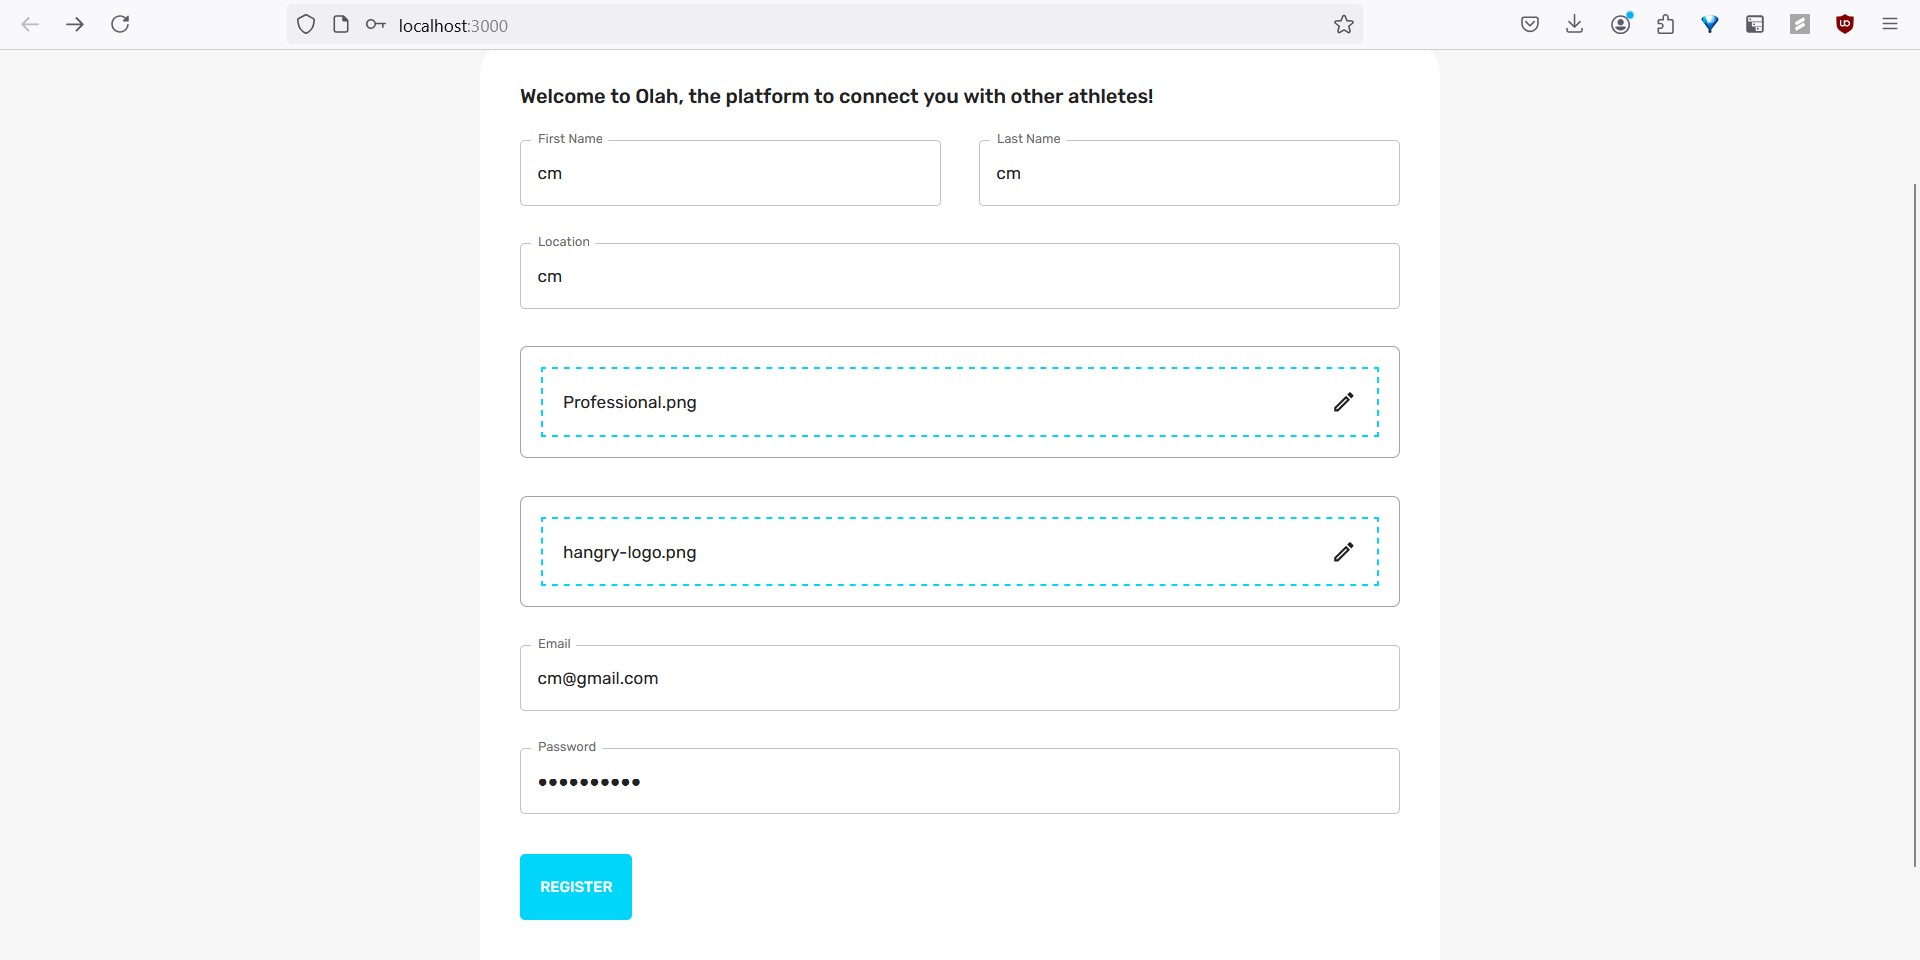 localhost:3000
Welcome to Olah, the platform to connect you with other athletes!
First Name
Last Name
cm
cm
Location
cm
Professional.png
hangry-logo.png
Email
cm@gmail.com
Password
●●●●●●●●●●
REGISTER